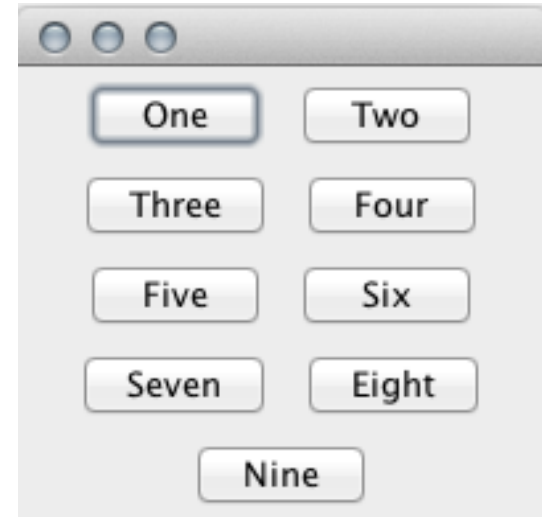 One Two
Three Four
Five Six
Seven Eight
Nine